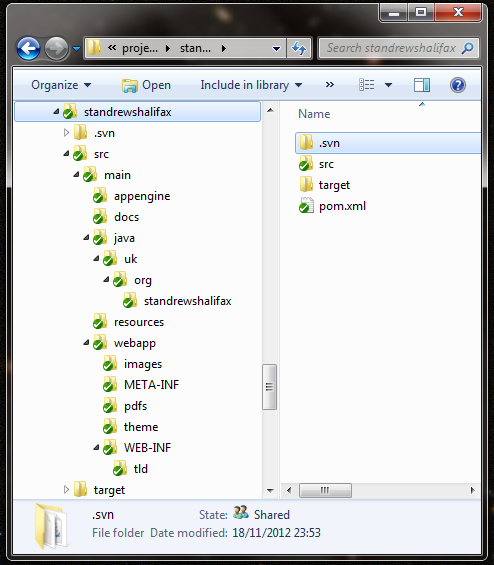 proje... stan... Search standrewshalifax
Organize Open Include in library »
standrewshalifax
.svn
src
main
appengine
docs
java
uk
org
standrewshalifax
resources
webapp
images
META-INF
pdfs
theme
WEB-INF
tld
target
Name
.svn
src
target
pom.xml
.svn State: Shared
File folder Date modified: 18/11/2012 23:53